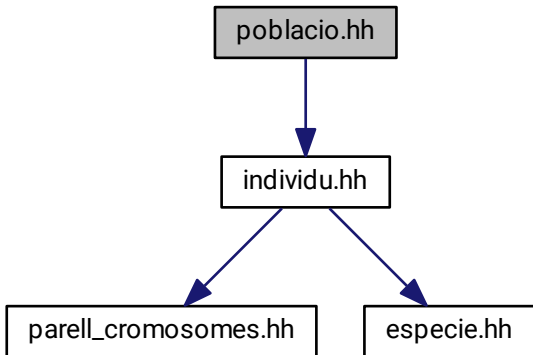 poblacio.hh
individu.hh
parell_cromosomes.hh
especie.hh